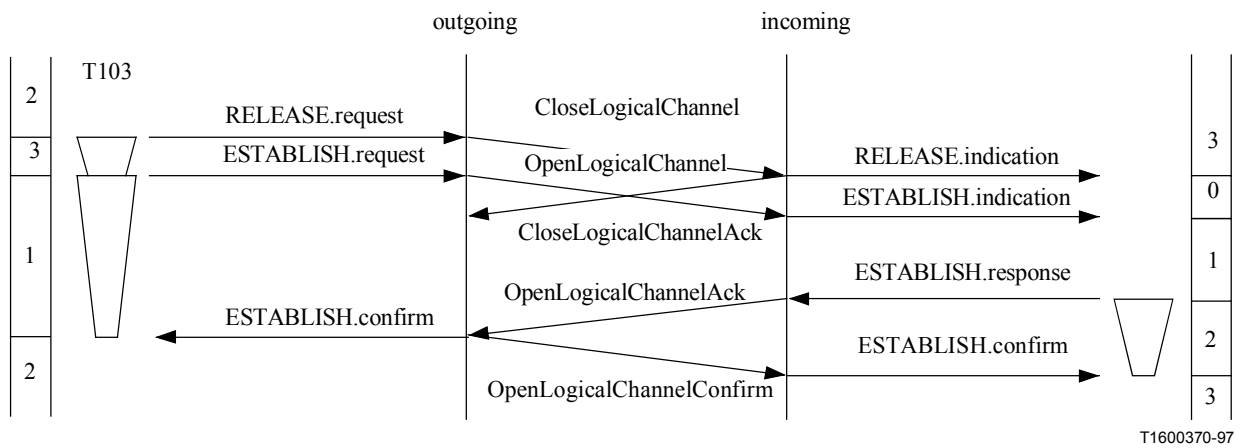 outgoing
incoming
T103
2
CloseLogicalChannel
RELEASE.request
3
3
ESTABLISH.request
OpenLogicalChannel
RELEASE.indication
0
ESTABLISH.indication
CloseLogicalChannelAck
1
1
ESTABLISH.response
OpenLogicalChannelAck
ESTABLISH.confirm
ESTABLISH.confirm
2
2
OpenLogicalChannelConfirm
3
T1600370-97